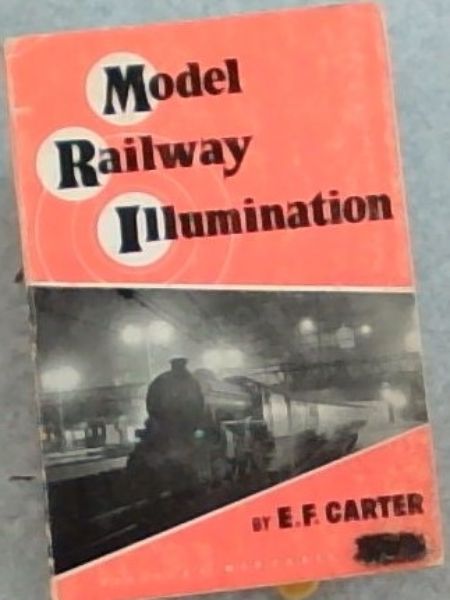 Model
Railway
Illumination
BY E.F. CARTER